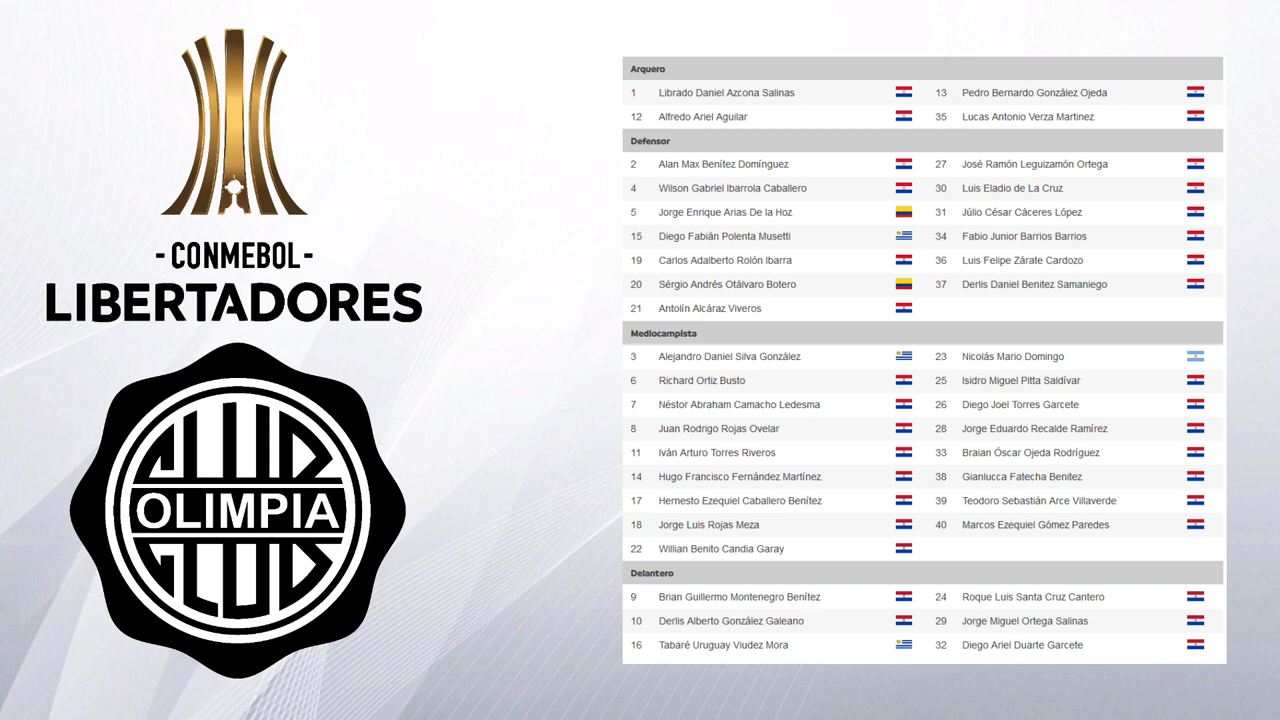 -CONMEBOL-
LIBERTADORES
CLUB
OLIMPIA
CLUB
Arquero
1 Librado Daniel Azcona Salinas 13 Pedro Bernardo González Ojeda
12 Alfredo Ariel Aguilar 35 Lucas Antonio Verza Martinez
Defensor
2 Alan Max Benítez Domínguez 27 José Ramón Leguizamón Ortega
4 Wilson Gabriel Ibarrola Caballero 30 Luis Eladio de La Cruz
5 Jorge Enrique Arias De la Hoz 31 Júlio César Cáceres López
15 Diego Fabián Polenta Musetti 34 Fabio Junior Barrios Barrios
19 Carlos Adalberto Rolón Ibarra 36 Luis Felipe Zárate Cardozo
20 Sérgio Andrés Otálvaro Botero 37 Derlis Daniel Benítez Samaniego
21 Antolín Alcáraz Viveros
Mediocampista
3 Alejandro Daniel Silva González 23 Nicolás Mario Domingo
6 Richard Ortiz Busto 25 Isidro Miguel Pitta Saldívar
7 Néstor Abraham Camacho Ledesma 26 Diego Joel Torres Garcete
8 Juan Rodrigo Rojas Ovelar 28 Jorge Eduardo Recalde Ramírez
11 Iván Arturo Torres Riveros 33 Braian Óscar Ojeda Rodríguez
14 Hugo Francisco Fernández Martínez 38 Gianlucca Fatecha Benitez
17 Hernesto Ezequiel Caballero Benítez 39 Teodoro Sebastián Arce Villaverde
18 Jorge Luis Rojas Meza 40 Marcos Ezequiel Gómez Paredes
22 Willian Benito Candia Garay
Delantero
9 Brian Guillermo Montenegro Benítez 24 Roque Luis Santa Cruz Cantero
10 Derlis Alberto González Galeano 29 Jorge Miguel Ortega Salinas
16 Tabaré Uruguay Viudez Mora 32 Diego Ariel Duarte Garcete